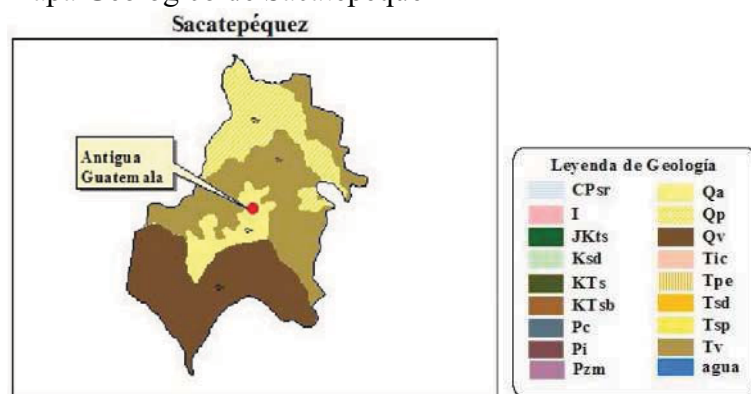 Sacatepéquez
Antigua
Guatemala
Leyenda de Geología
CPsr
I
JKts
Ksd
KTs
KTsb
Pc
Pi
Pzm
Qa
Qp
Qv
Tic
Tpe
Tsd
Tsp
Tv
agua